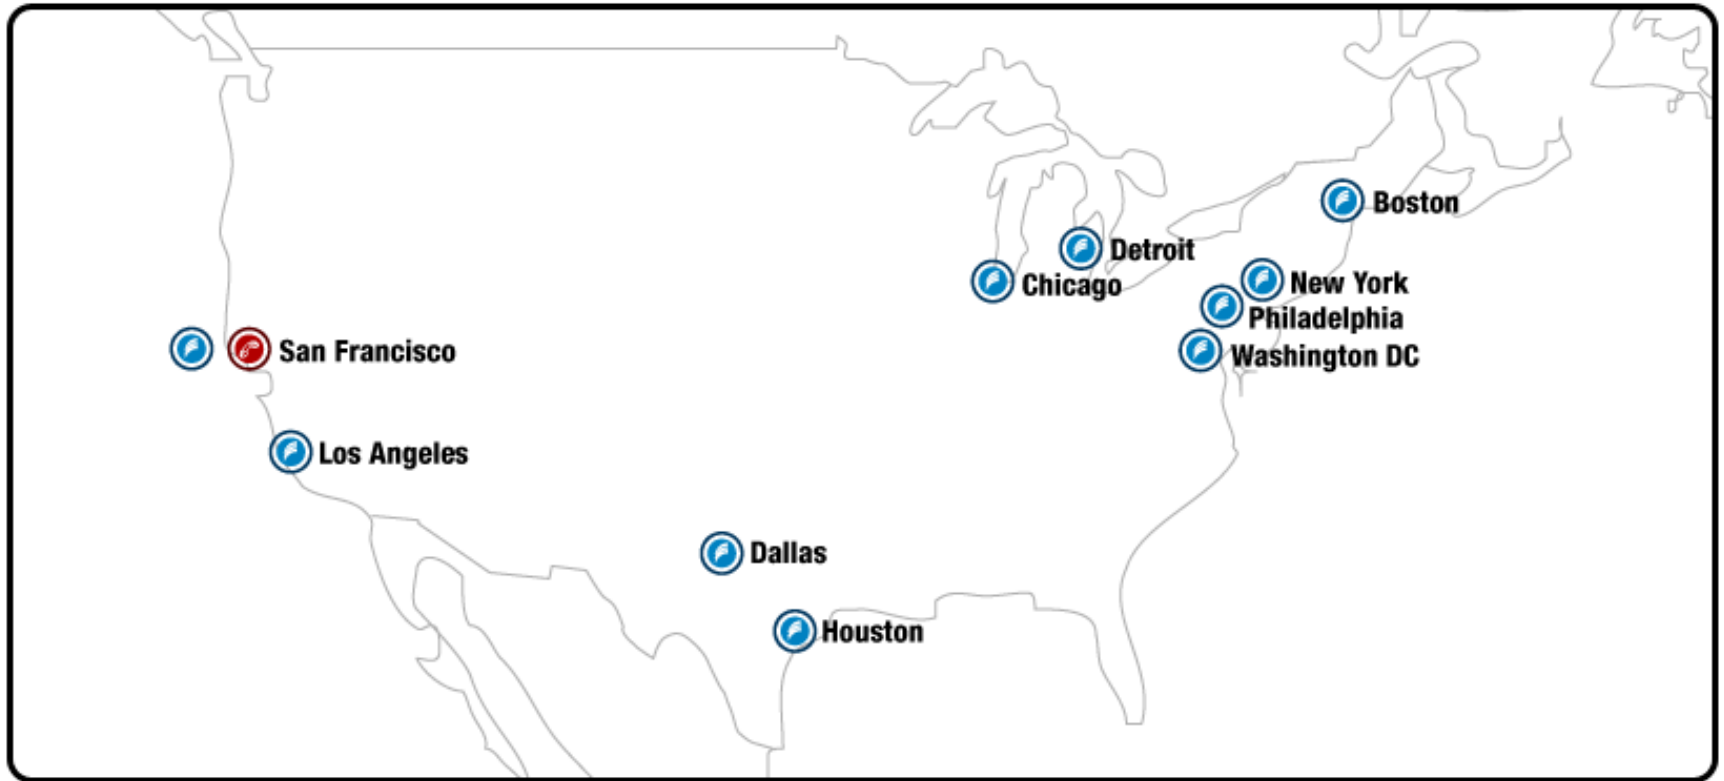 Boston
Detroit
New York
Chicago
Philadelphia
San Francisco
Washington DC
Los Angeles
Dallas
Houston